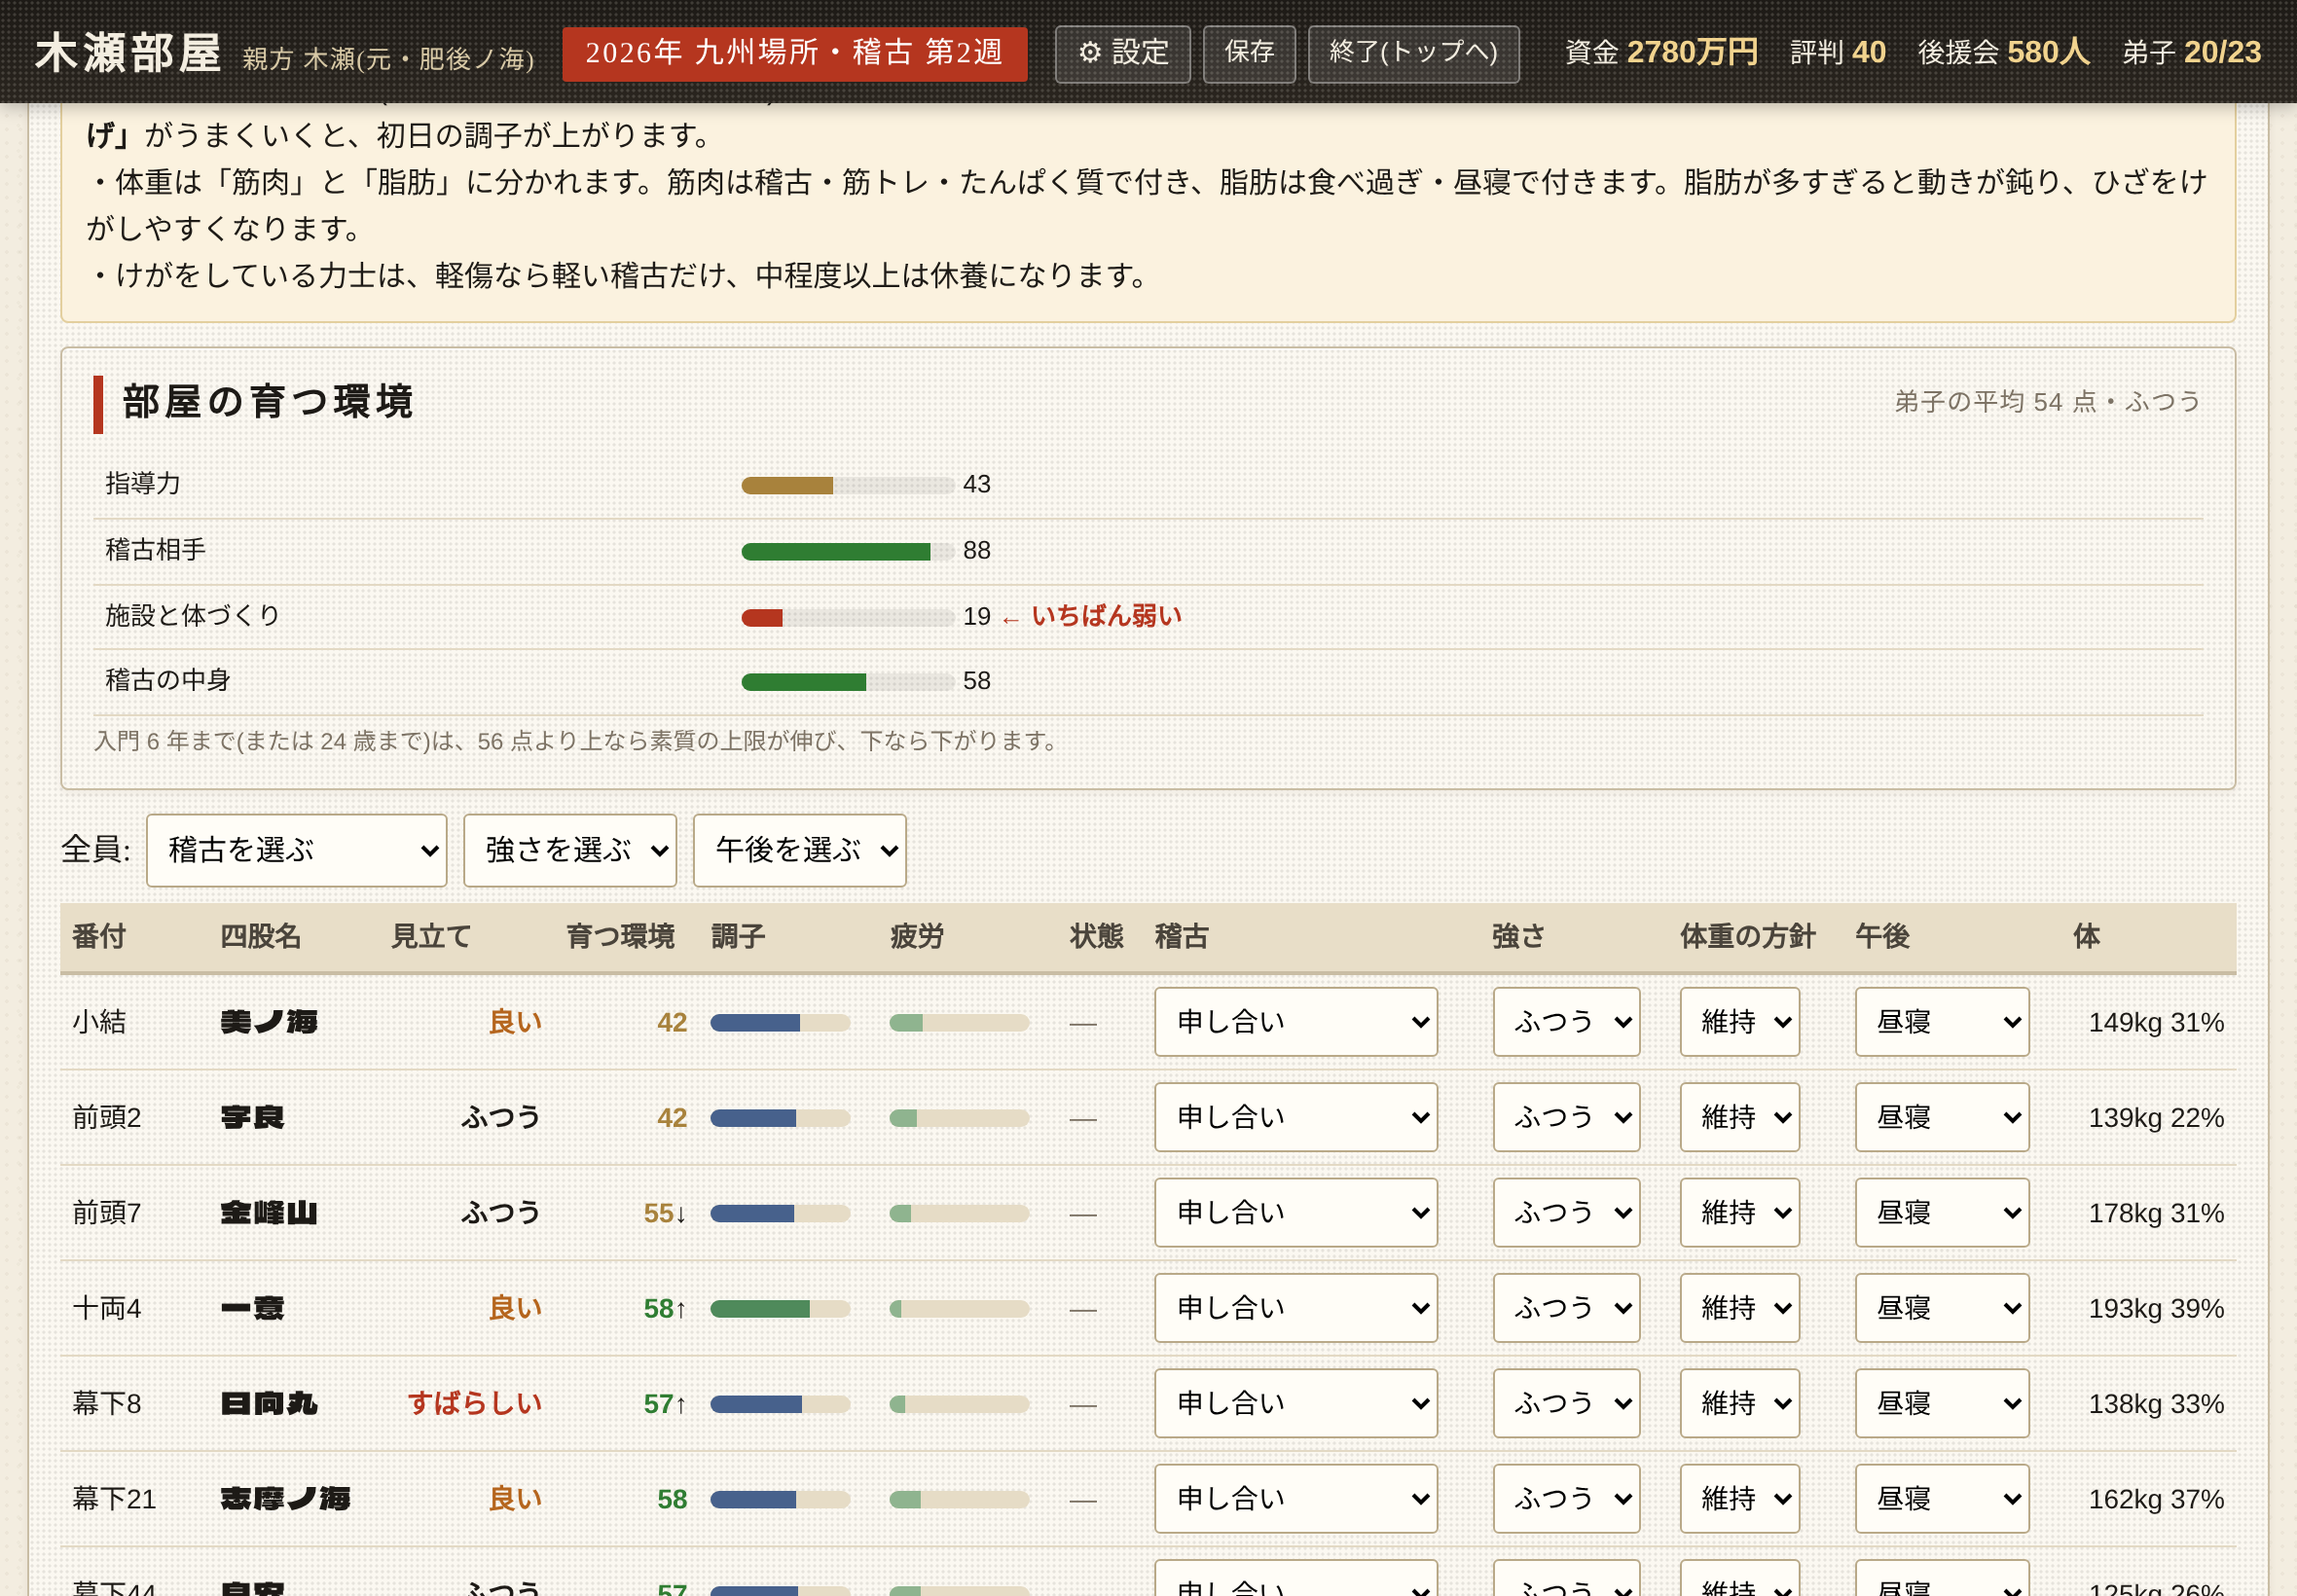 木瀬部屋 親方 木瀬(元・肥後ノ海) 2026年 九州場所・稽古 第2週 ⚙ 設定 保存 終了(トップへ) 資金 2780万円 評判 40 後援会 580人 弟子 20/23
げ」がうまくいくと、初日の調子が上がります。
・体重は「筋肉」と「脂肪」に分かれます。筋肉は稽古・筋トレ・たんぱく質で付き、脂肪は食べ過ぎ・昼寝で付きます。脂肪が多すぎると動きが鈍り、ひざをけ
がしやすくなります。
・けがをしている力士は、軽傷なら軽い稽古だけ、中程度以上は休養になります。
部屋の育つ環境 弟子の平均 54 点・ふつう
指導力 43
稽古相手 88
施設と体づくり 19 ← いちばん弱い
稽古の中身 58
入門 6 年まで(または 24 歳まで)は、56 点より上なら素質の上限が伸び、下なら下がります。
全員: 稽古を選ぶ 強さを選ぶ 午後を選ぶ
番付 四股名 見立て 育つ環境 調子 疲労 状態 稽古 強さ 体重の方針 午後 体
小結 美ノ海 良い 42 — 申し合い ふつう 維持 昼寝 149kg 31%
前頭2 宇良 ふつう 42 — 申し合い ふつう 維持 昼寝 139kg 22%
前頭7 金峰山 ふつう 55↓ — 申し合い ふつう 維持 昼寝 178kg 31%
十両4 一意 良い 58↑ — 申し合い ふつう 維持 昼寝 193kg 39%
幕下8 日向丸 すばらしい 57↑ — 申し合い ふつう 維持 昼寝 138kg 33%
幕下21 志摩ノ海 良い 58 — 申し合い ふつう 維持 昼寝 162kg 37%
幕下44 ふつう 57 申し合い ふつう 維持 昼寝 125kg 26%